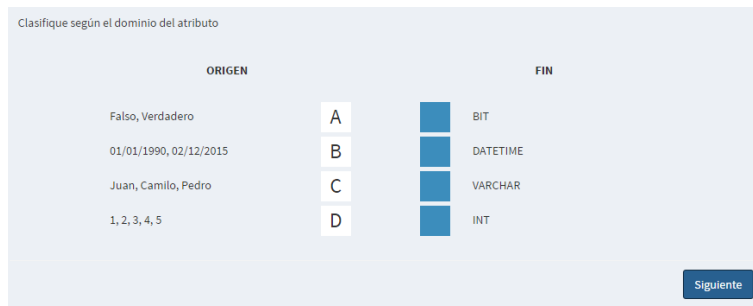 Clasifique según el dominio del atributo
ORIGEN FIN
Falso, Verdadero A BIT
01/01/1990, 02/12/2015 B DATETIME
Juan, Camilo, Pedro C VARCHAR
1, 2, 3, 4, 5 D INT
Siguiente